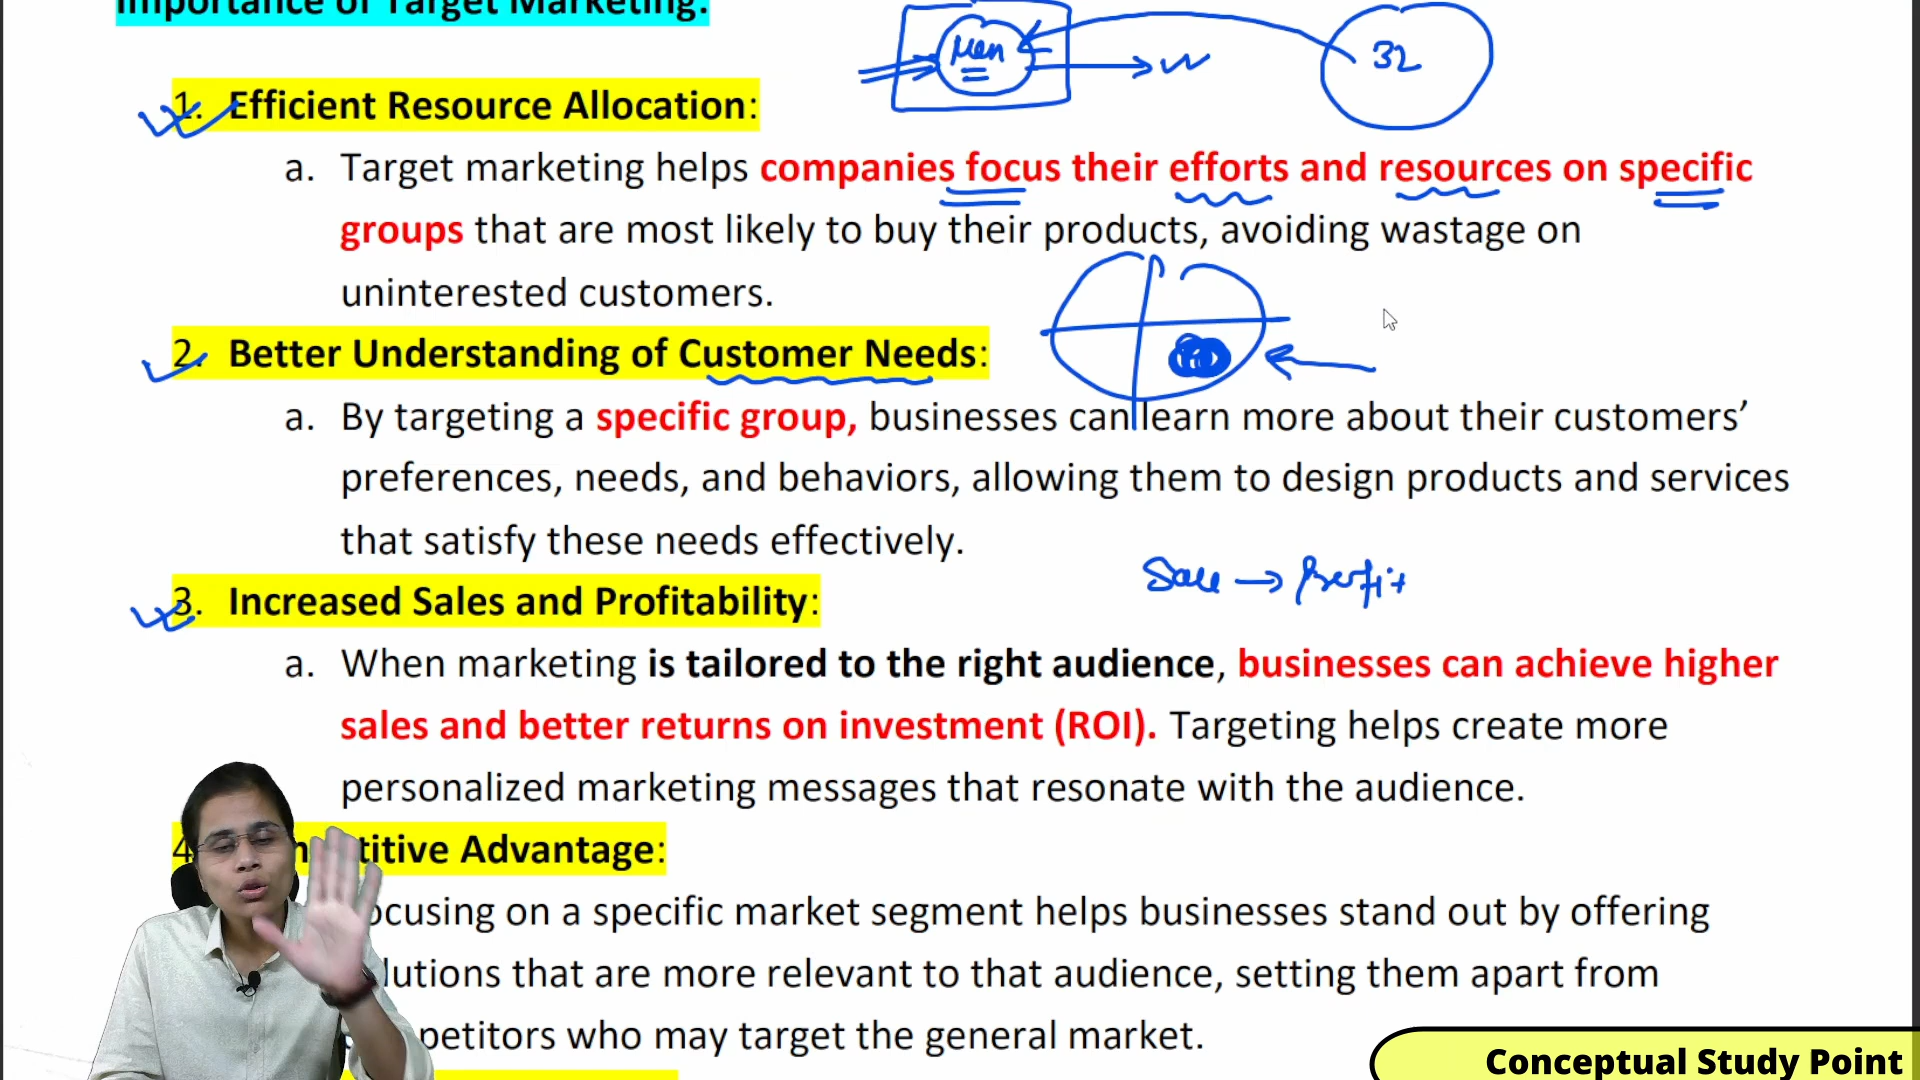 Importance of Target Marketing:
Men
W
32
1. Efficient Resource Allocation:
a. Target marketing helps companies focus their efforts and resources on specific
groups that are most likely to buy their products, avoiding wastage on
uninterested customers.
2. Better Understanding of Customer Needs:
a. By targeting a specific group, businesses can learn more about their customers’
preferences, needs, and behaviors, allowing them to design products and services
that satisfy these needs effectively.
Sale → Profit
3. Increased Sales and Profitability:
a. When marketing is tailored to the right audience, businesses can achieve higher
sales and better returns on investment (ROI). Targeting helps create more
personalized marketing messages that resonate with the audience.
4 titive Advantage:
ocusing on a specific market segment helps businesses stand out by offering
lutions that are more relevant to that audience, setting them apart from
petitors who may target the general market.
Conceptual Study Point